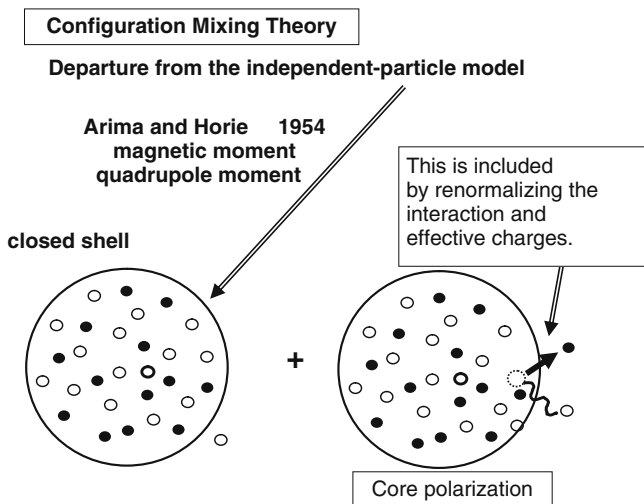 Configuration Mixing Theory
Departure from the independent-particle model
Arima and Horie 1954
magnetic moment
quadrupole moment
This is included
by renormalizing the
interaction and
effective charges.
closed shell
+
Core polarization